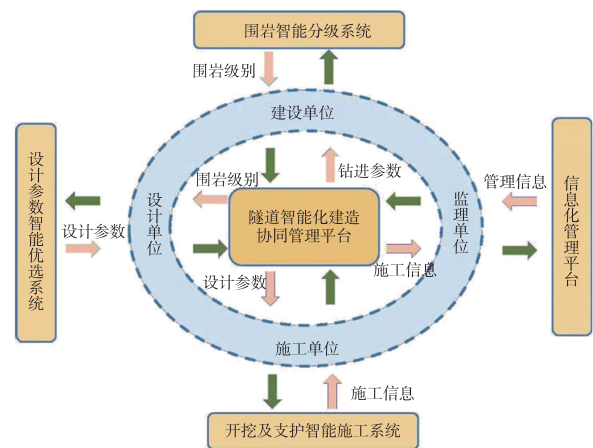 围岩智能分级系统
围岩级别
建设单位
围岩级别
钻进参数
管理信息
设计参数智能优选系统
设计参数
设计单位
隧道智能化建造
协同管理平台
监理单位
信息化管理平台
设计参数
施工信息
施工单位
施工信息
开挖及支护智能施工系统